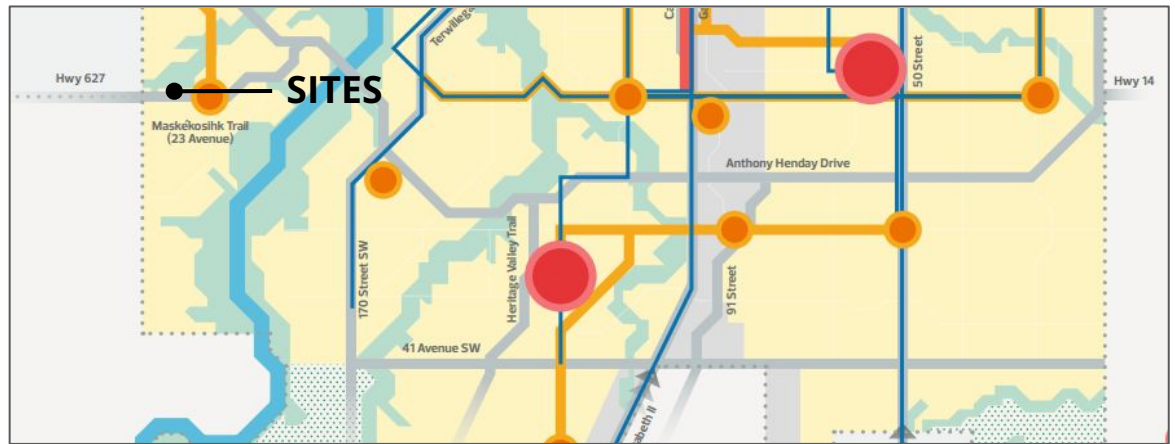 Hwy 627
SITES
Maskekosihk Trail
(23 Avenue)
50 Street
Hwy 14
Anthony Henday Drive
170 Street SW
Heritage Valley Trail
91 Street
41 Avenue SW